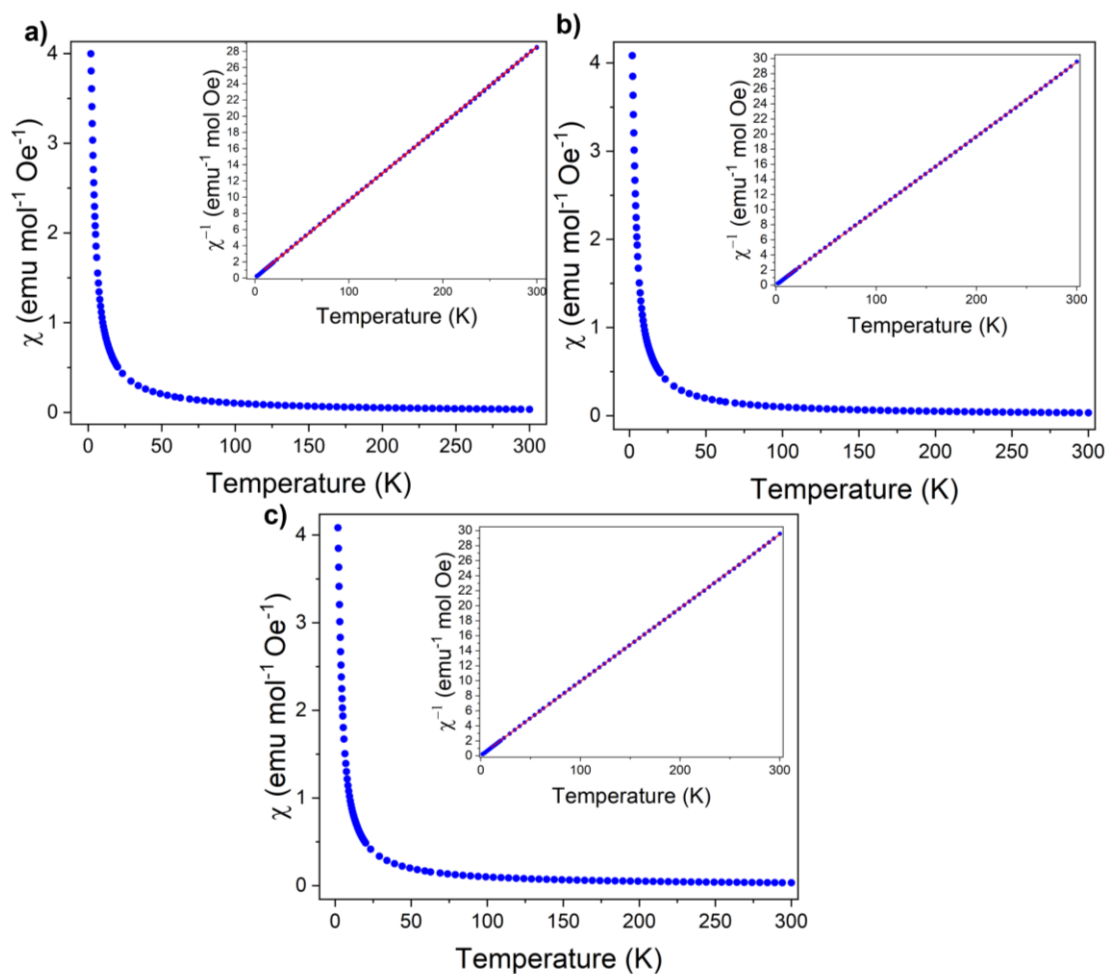 a)
χ (emu mol⁻¹ Oe⁻¹)
4
3
2
1
0
0 50 100 150 200 250 300
Temperature (K)
χ⁻¹ (emu⁻¹ mol Oe)
28
26
24
22
20
18
16
14
12
10
8
6
4
2
0
0 100 200 300
Temperature (K)
b)
χ (emu mol⁻¹ Oe⁻¹)
4
3
2
1
0
0 50 100 150 200 250 300
Temperature (K)
χ⁻¹ (emu⁻¹ mol Oe)
30
28
26
24
22
20
18
16
14
12
10
8
6
4
2
0
0 100 200 300
Temperature (K)
c)
χ (emu mol⁻¹ Oe⁻¹)
4
3
2
1
0
0 50 100 150 200 250 300
Temperature (K)
χ⁻¹ (emu⁻¹ mol Oe)
30
28
26
24
22
20
18
16
14
12
10
8
6
4
2
0
0 100 200 300
Temperature (K)